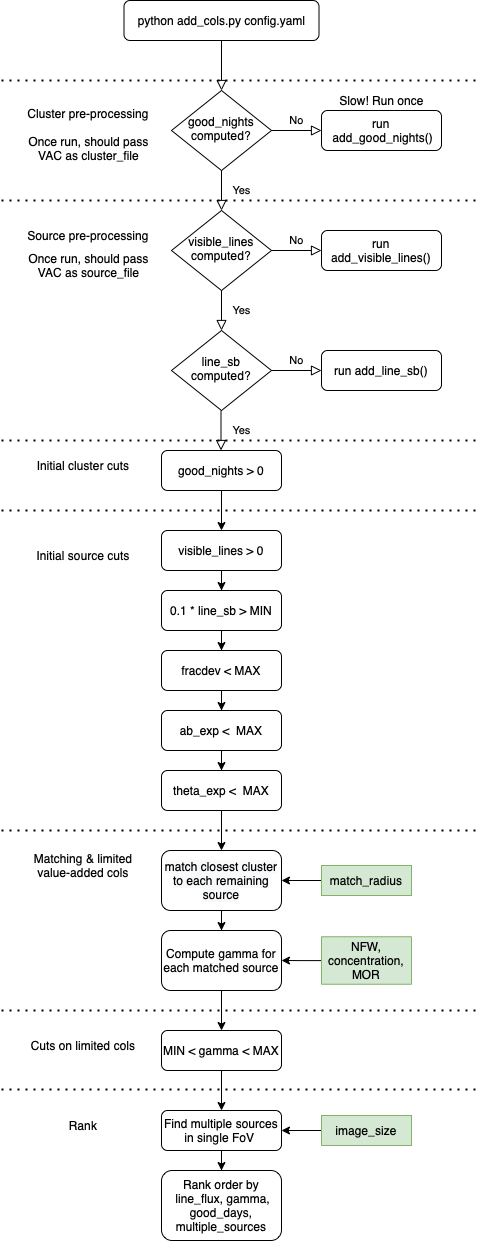 python add_cols.py config.yaml
Cluster pre-processing
Once run, should pass
VAC as cluster_file
good_nights
computed?
No
Slow! Run once
run
add_good_nights()
Yes
Source pre-processing
Once run, should pass
VAC as source_file
visible_lines
computed?
No
run
add_visible_lines()
Yes
line_sb
computed?
No
run add_line_sb()
Yes
Initial cluster cuts
good_nights > 0
Initial source cuts
visible_lines > 0
0.1 * line_sb > MIN
fracdev < MAX
ab_exp <  MAX
theta_exp <  MAX
Matching & limited
value-added cols
match closest cluster
to each remaining
source
match_radius
Compute gamma for
each matched source
NFW,
concentration,
MOR
Cuts on limited cols
MIN < gamma < MAX
Rank
Find multiple sources
in single FoV
image_size
Rank order by
line_flux, gamma,
good_days,
multiple_sources